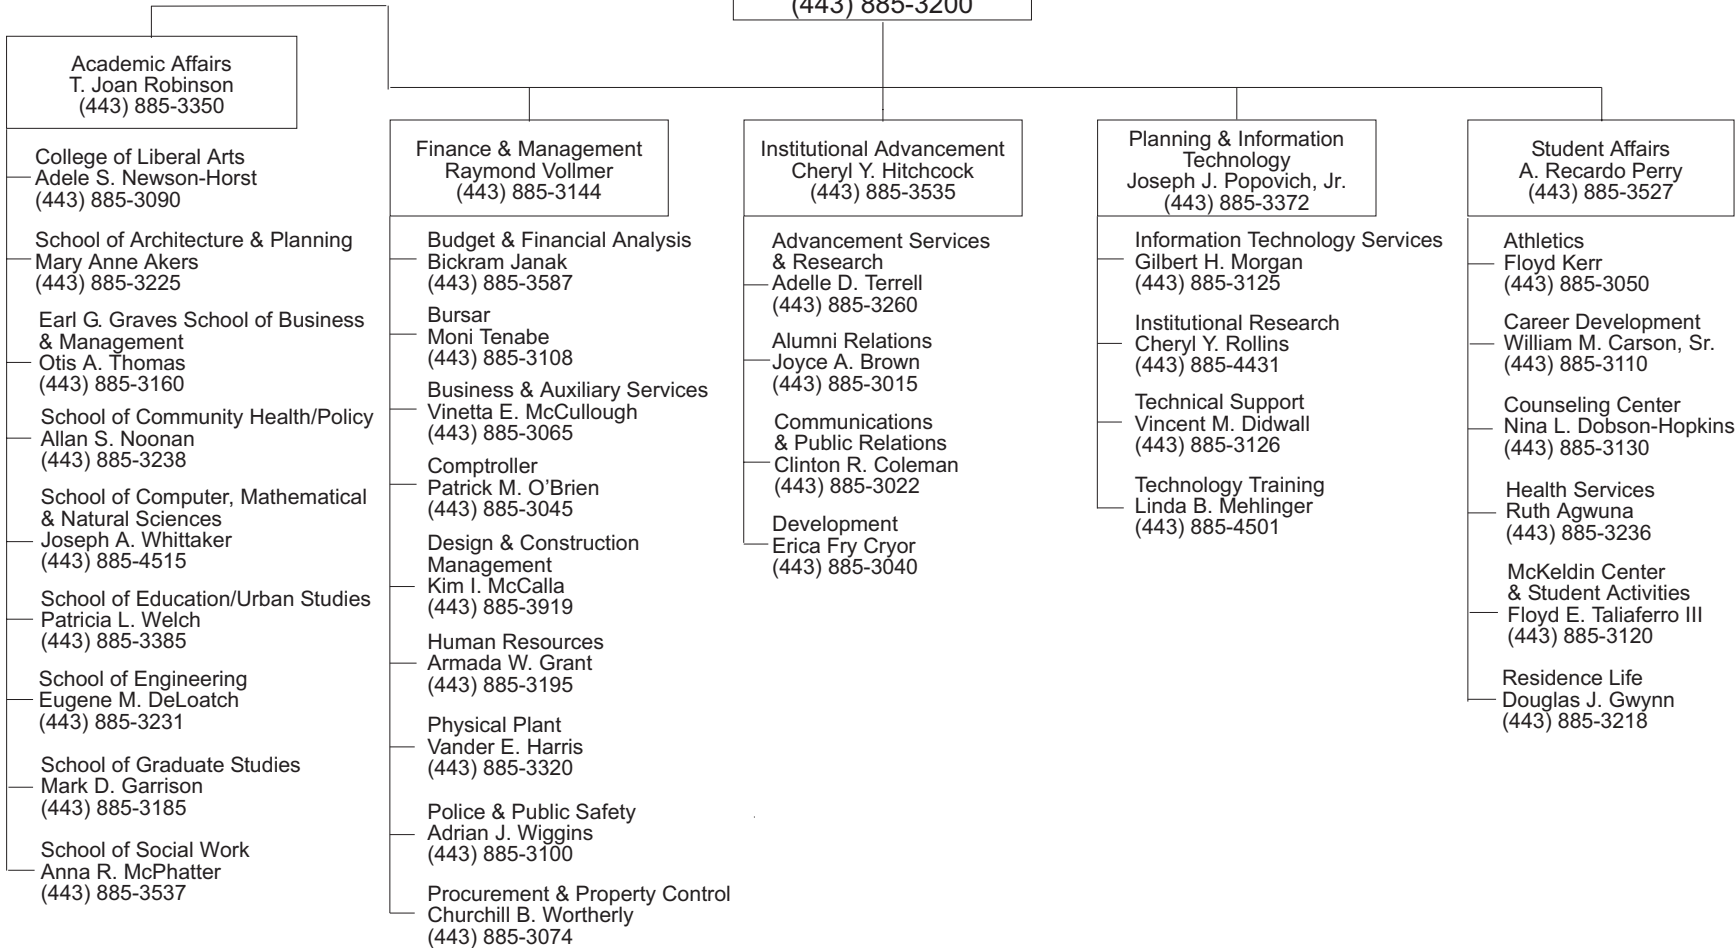 (443) 885-3200
Academic Affairs
T. Joan Robinson
(443) 885-3350
College of Liberal Arts
Adele S. Newson-Horst
(443) 885-3090
School of Architecture & Planning
Mary Anne Akers
(443) 885-3225
Earl G. Graves School of Business
& Management
Otis A. Thomas
(443) 885-3160
School of Community Health/Policy
Allan S. Noonan
(443) 885-3238
School of Computer, Mathematical
& Natural Sciences
Joseph A. Whittaker
(443) 885-4515
School of Education/Urban Studies
Patricia L. Welch
(443) 885-3385
School of Engineering
Eugene M. DeLoatch
(443) 885-3231
School of Graduate Studies
Mark D. Garrison
(443) 885-3185
School of Social Work
Anna R. McPhatter
(443) 885-3537
Finance & Management
Raymond Vollmer
(443) 885-3144
Budget & Financial Analysis
Bickram Janak
(443) 885-3587
Bursar
Moni Tenabe
(443) 885-3108
Business & Auxiliary Services
Vinetta E. McCullough
(443) 885-3065
Comptroller
Patrick M. O’Brien
(443) 885-3045
Design & Construction
Management
Kim I. McCalla
(443) 885-3919
Human Resources
Armada W. Grant
(443) 885-3195
Physical Plant
Vander E. Harris
(443) 885-3320
Police & Public Safety
Adrian J. Wiggins
(443) 885-3100
Procurement & Property Control
Churchill B. Wortherly
(443) 885-3074
Institutional Advancement
Cheryl Y. Hitchcock
(443) 885-3535
Advancement Services
& Research
Adelle D. Terrell
(443) 885-3260
Alumni Relations
Joyce A. Brown
(443) 885-3015
Communications
& Public Relations
Clinton R. Coleman
(443) 885-3022
Development
Erica Fry Cryor
(443) 885-3040
Planning & Information
Technology
Joseph J. Popovich, Jr.
(443) 885-3372
Information Technology Services
Gilbert H. Morgan
(443) 885-3125
Institutional Research
Cheryl Y. Rollins
(443) 885-4431
Technical Support
Vincent M. Didwall
(443) 885-3126
Technology Training
Linda B. Mehlinger
(443) 885-4501
Student Affairs
A. Recardo Perry
(443) 885-3527
Athletics
Floyd Kerr
(443) 885-3050
Career Development
William M. Carson, Sr.
(443) 885-3110
Counseling Center
Nina L. Dobson-Hopkins
(443) 885-3130
Health Services
Ruth Agwuna
(443) 885-3236
McKeldin Center
& Student Activities
Floyd E. Taliaferro III
(443) 885-3120
Residence Life
Douglas J. Gwynn
(443) 885-3218